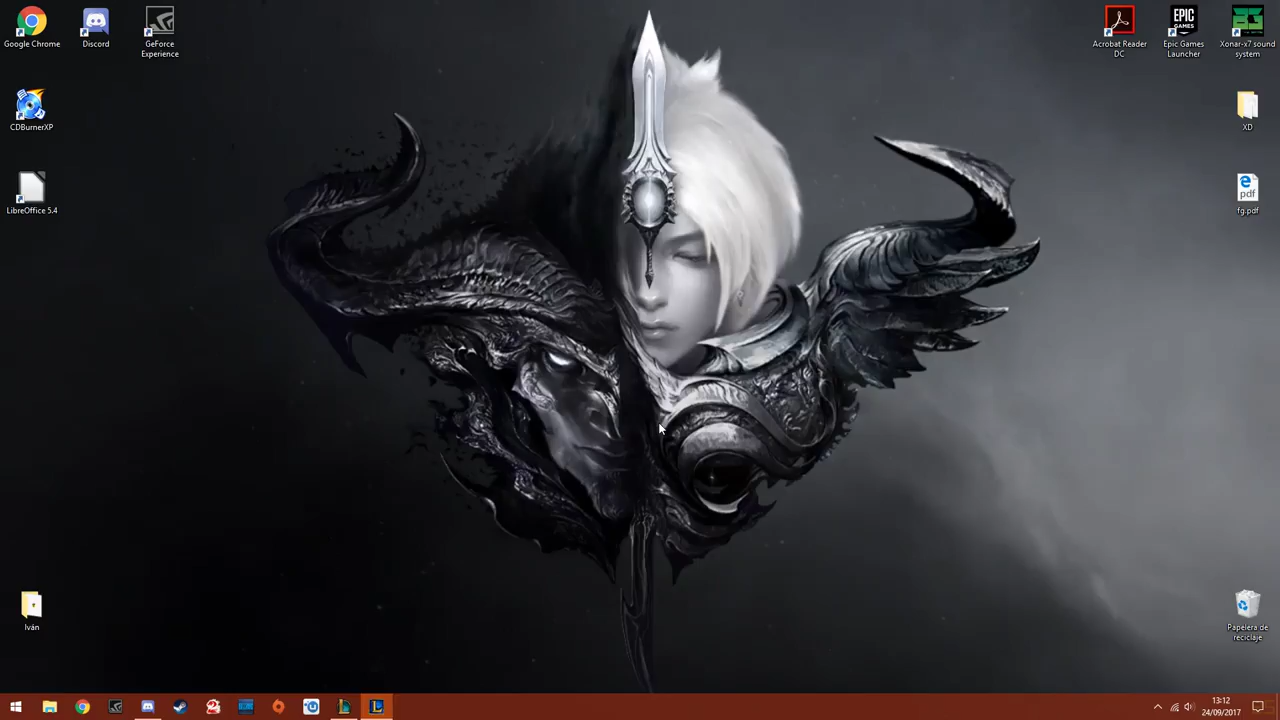 Google Chrome
Discord
GeForce
Experience
EPIC
GAMES
Acrobat Reader
DC
Epic Games
Launcher
Xonar-x7 sound
system
CDBurnerXP
XD
LibreOffice 5.4
pdf
fg.pdf
Iván
Papelera de
reciclaje
13:12
24/09/2017